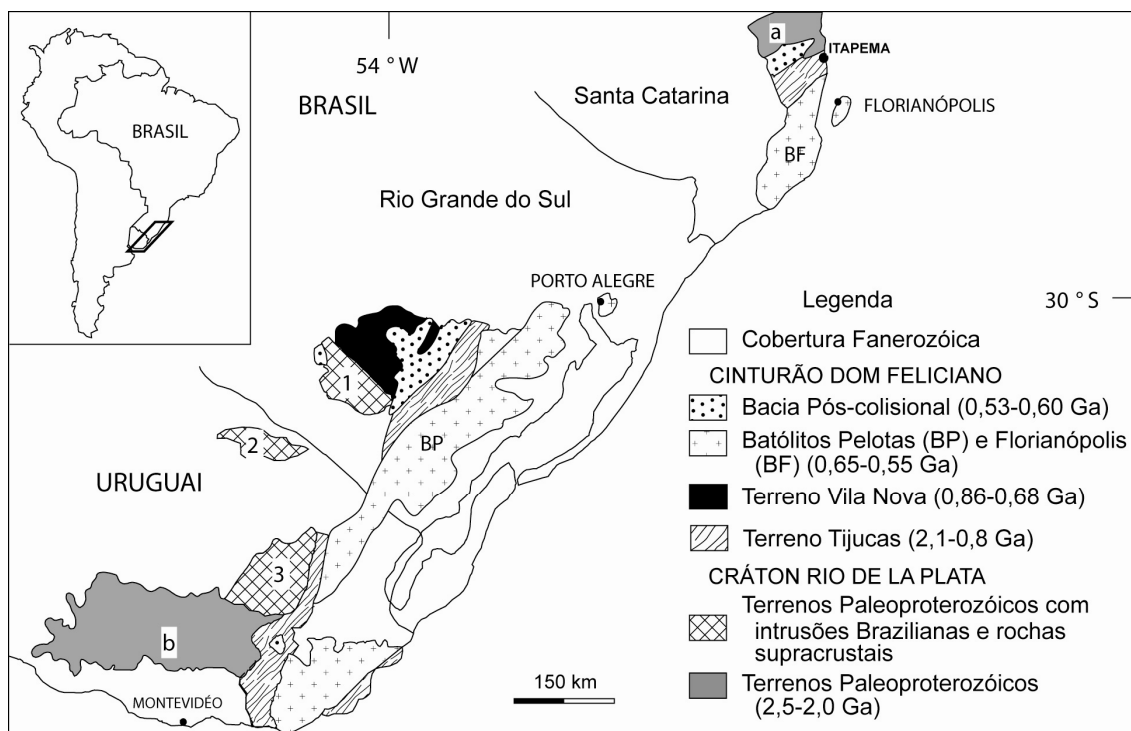 BRASIL
54 ° W
BRASIL
a
ITAPEMA
Santa Catarina
FLORIANÓPOLIS
BF
Rio Grande do Sul
PORTO ALEGRE
30 ° S
1
2
BP
URUGUAI
3
b
MONTEVIDÉO
150 km
Legenda
Cobertura Fanerozóica
CINTURÃO DOM FELICIANO
Bacia Pós-colisional (0,53-0,60 Ga)
Batólitos Pelotas (BP) e Florianópolis
(BF) (0,65-0,55 Ga)
Terreno Vila Nova (0,86-0,68 Ga)
Terreno Tijucas (2,1-0,8 Ga)
CRÁTON RIO DE LA PLATA
Terrenos Paleoproterozóicos com
intrusões Brazilianas e rochas
supracrustais
Terrenos Paleoproterozóicos
(2,5-2,0 Ga)